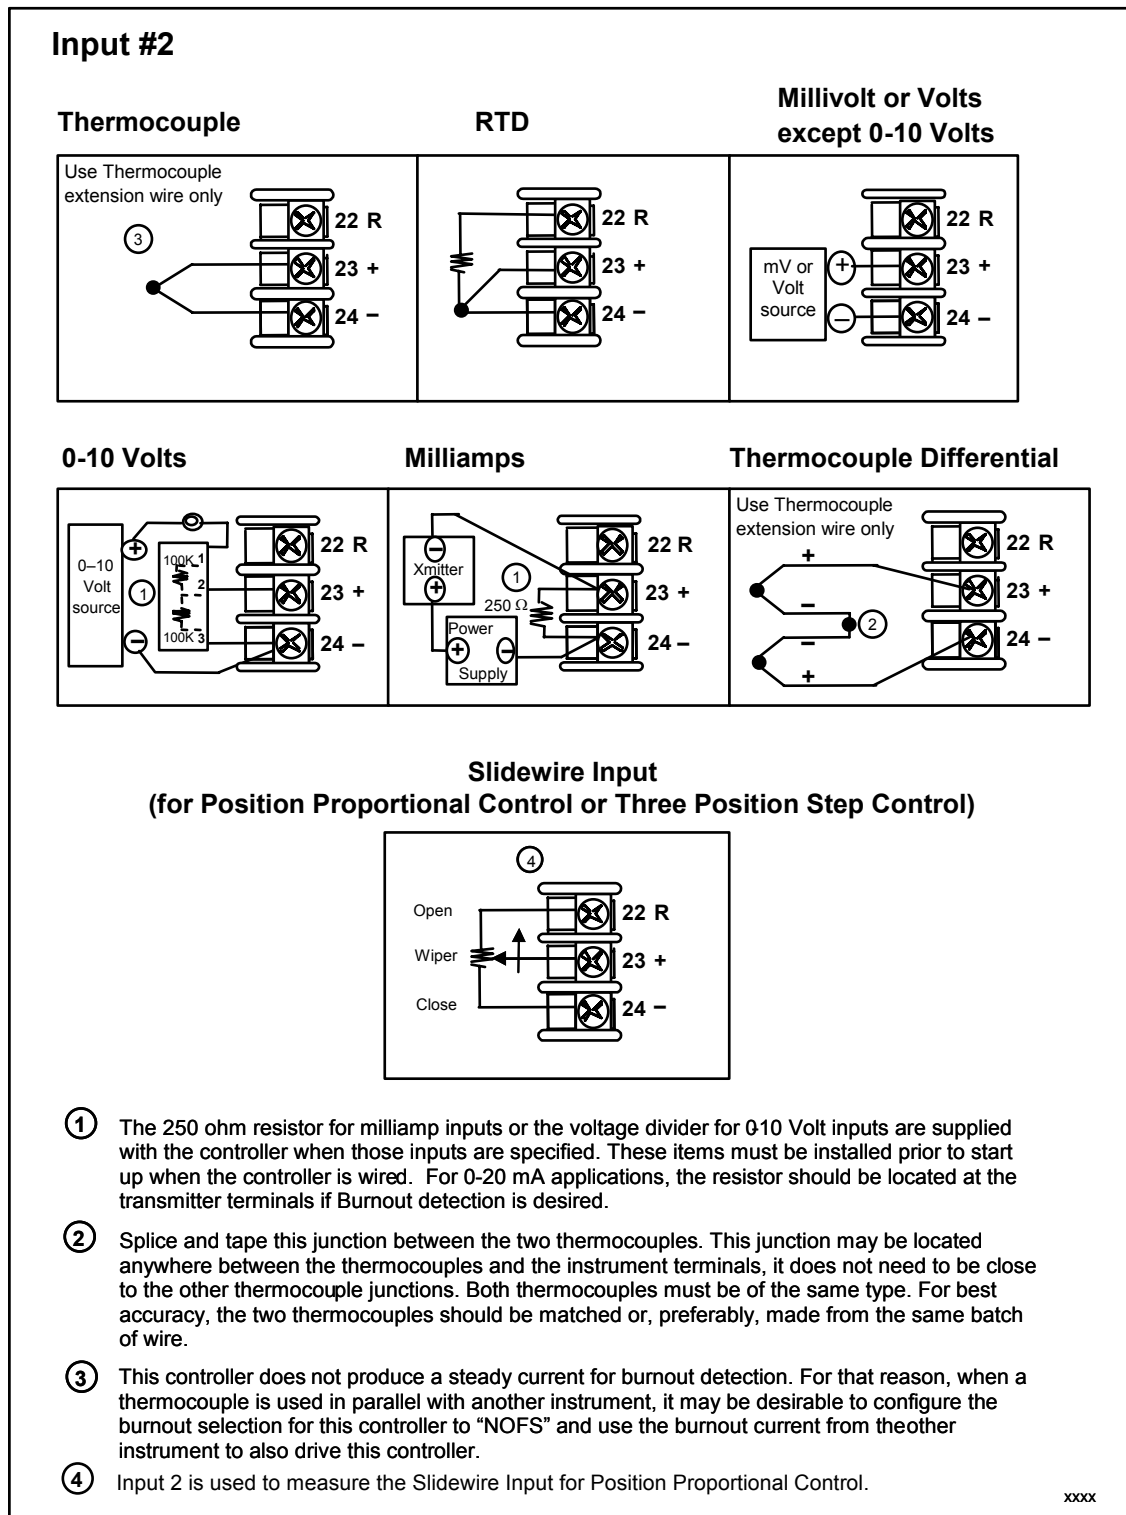 Input #2
Thermocouple
RTD
Millivolt or Volts
except 0-10 Volts
Use Thermocouple
extension wire only
3
22 R
23 +
24 –
22 R
23 +
24 –
mV or
Volt
source
+
–
22 R
23 +
24 –
0-10 Volts
Milliamps
Thermocouple Differential
0–10
Volt
source
+
–
1
100K 1
2
100K 3
22 R
23 +
24 –
–
Xmitter
+
1
250 Ω
Power
+ –
Supply
22 R
23 +
24 –
Use Thermocouple
extension wire only
+
–
2
–
+
22 R
23 +
24 –
Slidewire Input
(for Position Proportional Control or Three Position Step Control)
4
Open
Wiper
Close
22 R
23 +
24 –
1 The 250 ohm resistor for milliamp inputs or the voltage divider for 0-10 Volt inputs are supplied
with the controller when those inputs are specified. These items must be installed prior to start
up when the controller is wired. For 0-20 mA applications, the resistor should be located at the
transmitter terminals if Burnout detection is desired.
2 Splice and tape this junction between the two thermocouples. This junction may be located
anywhere between the thermocouples and the instrument terminals, it does not need to be close
to the other thermocouple junctions. Both thermocouples must be of the same type. For best
accuracy, the two thermocouples should be matched or, preferably, made from the same batch
of wire.
3 This controller does not produce a steady current for burnout detection. For that reason, when a
thermocouple is used in parallel with another instrument, it may be desirable to configure the
burnout selection for this controller to “NOFS” and use the burnout current from theother
instrument to also drive this controller.
4 Input 2 is used to measure the Slidewire Input for Position Proportional Control.
xxxx